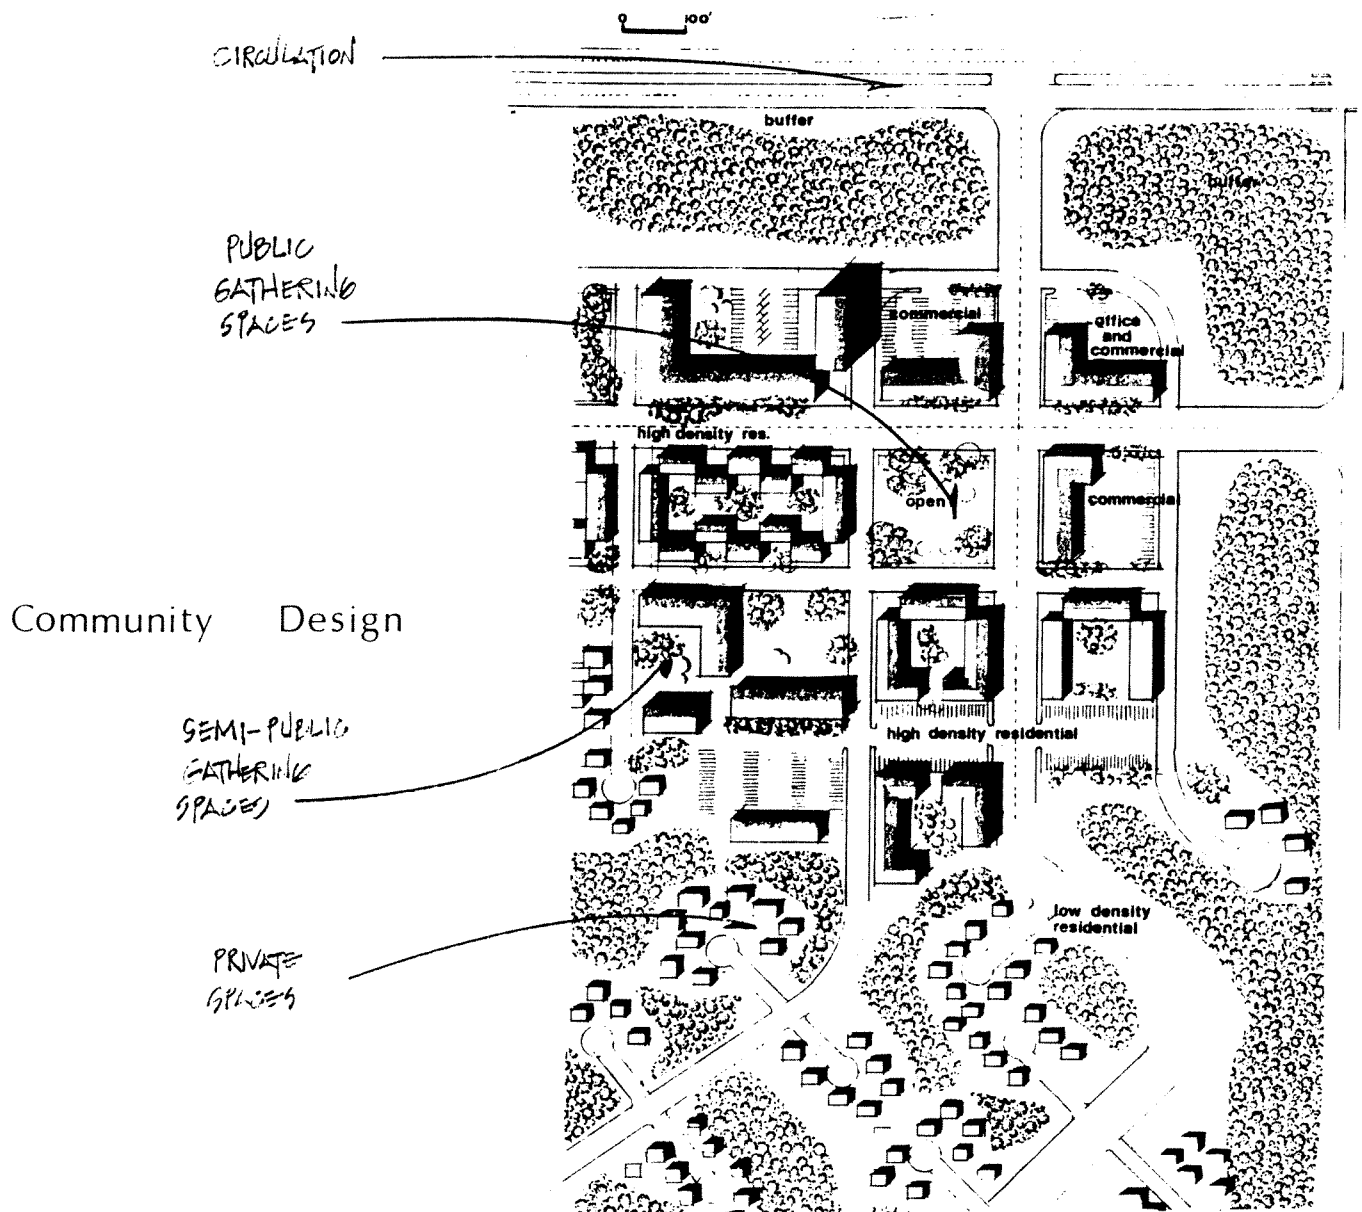 0 100'
CIRCULATION
buffer
buffer
PUBLIC
GATHERING
SPACES
commercial
office
and
commercial
high density res.
open
commercial
Community Design
SEMI-PUBLIC
GATHERING
SPACES
high density residential
low density
residential
PRIVATE
SPACES